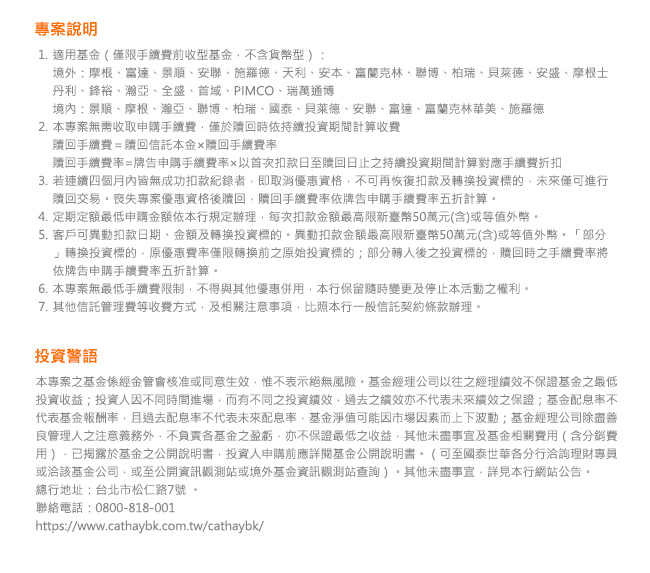 專案說明
1. 適用基金（僅限手續費前收型基金，不含貨幣型）：
境外：摩根、富達、景順、安聯、施羅德、天利、安本、富蘭克林、聯博、柏瑞、貝萊德、安盛、摩根士
丹利、鋒裕、瀚亞、全盛、首域、PIMCO、瑞萬通博
境內：景順、摩根、瀚亞、聯博、柏瑞、國泰、貝萊德、安聯、富達、富蘭克林華美、施羅德
2. 本專案無需收取申購手續費，僅於贖回時依持續投資期間計算收費
贖回手續費＝贖回信託本金×贖回手續費率
贖回手續費率=牌告申購手續費率×以首次扣款日至贖回日止之持續投資期間計算對應手續費折扣
3. 若連續四個月內皆無成功扣款紀錄者，即取消優惠資格，不可再恢復扣款及轉換投資標的，未來僅可進行
贖回交易。喪失專案優惠資格後贖回，贖回手續費率依牌告申購手續費率五折計算。
4. 定期定額最低申購金額依本行規定辦理，每次扣款金額最高限新臺幣50萬元(含)或等值外幣。
5. 客戶可異動扣款日期、金額及轉換投資標的。異動扣款金額最高限新臺幣50萬元(含)或等值外幣。「部分
」轉換投資標的，原優惠費率僅限轉換前之原始投資標的；部分轉入後之投資標的，贖回時之手續費率將
依牌告申購手續費率五折計算。
6. 本專案無最低手續費限制，不得與其他優惠併用，本行保留隨時變更及停止本活動之權利。
7. 其他信託管理費等收費方式，及相關注意事項，比照本行一般信託契約條款辦理。
投資警語
本專案之基金係經金管會核准或同意生效，惟不表示絕無風險。基金經理公司以往之經理績效不保證基金之最低
投資收益；投資人因不同時間進場，而有不同之投資績效，過去之績效亦不代表未來績效之保證；基金配息率不
代表基金報酬率，且過去配息率不代表未來配息率，基金淨值可能因市場因素而上下波動；基金經理公司除盡善
良管理人之注意義務外，不負責各基金之盈虧，亦不保證最低之收益，其他未盡事宜及基金相關費用（含分銷費
用），已揭露於基金之公開說明書，投資人申購前應詳閱基金公開說明書。（可至國泰世華各分行洽詢理財專員
或洽該基金公司，或至公開資訊觀測站或境外基金資訊觀測站查詢）。其他未盡事宜，詳見本行網站公告。
總行地址：台北市松仁路7號 。
聯絡電話：0800-818-001
https://www.cathaybk.com.tw/cathaybk/